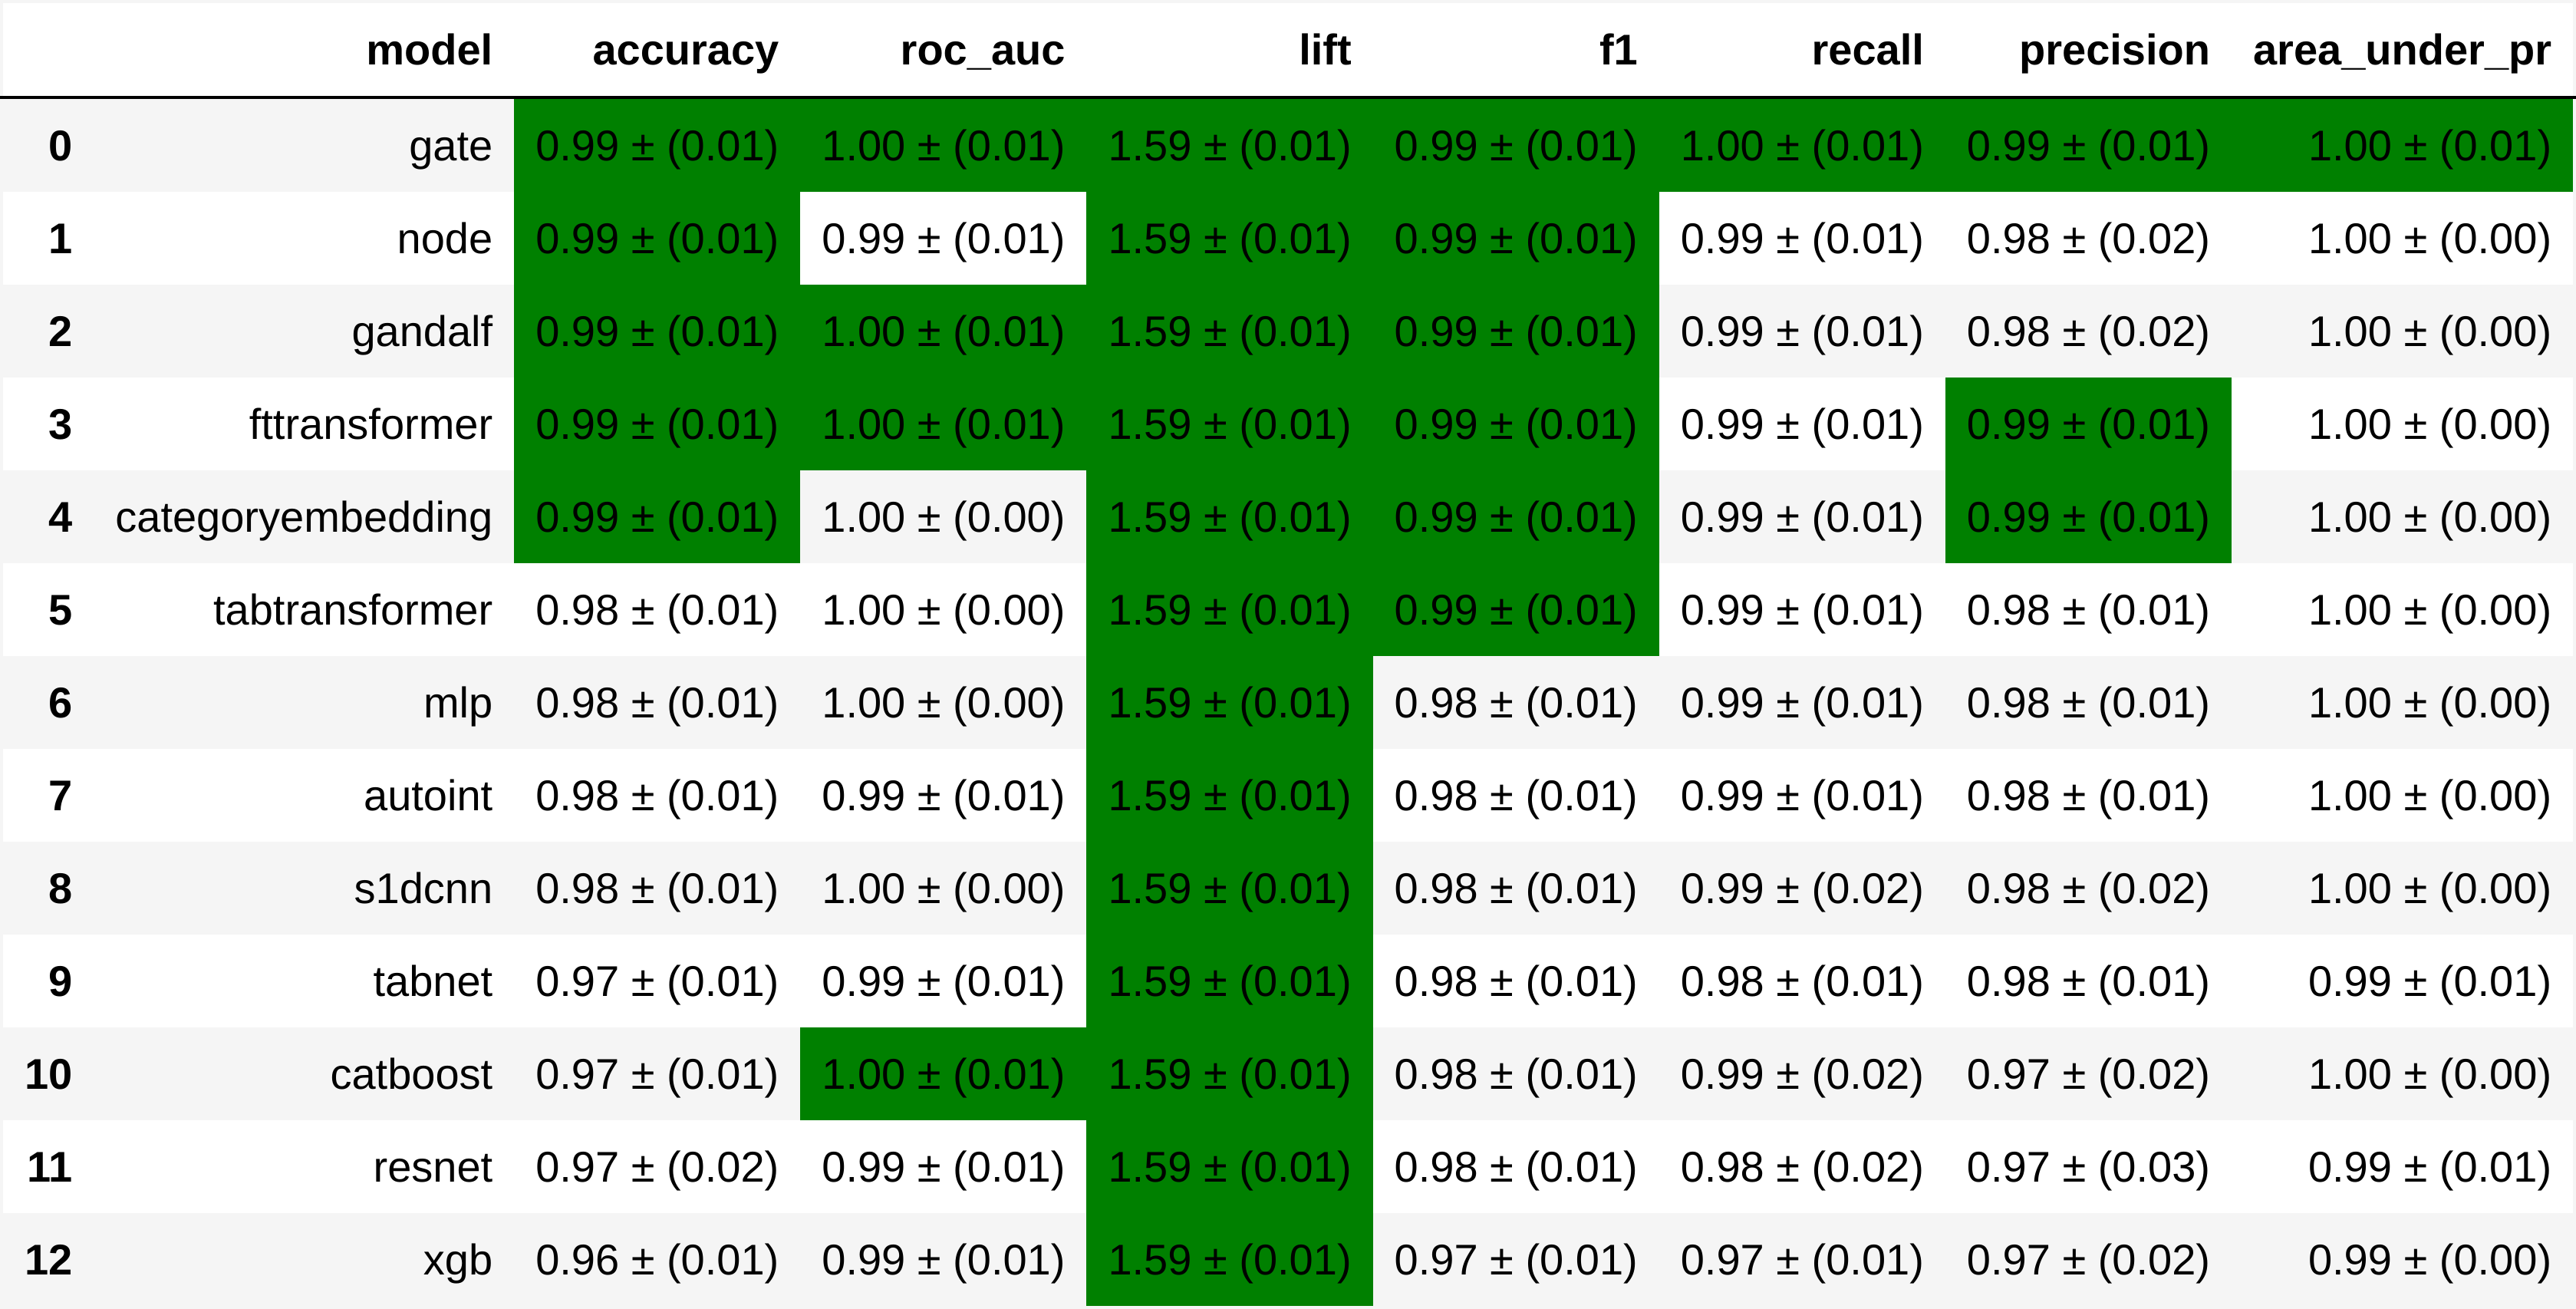 model accuracy roc_auc lift f1 recall precision area_under_pr
0 gate 0.99 ± (0.01) 1.00 ± (0.01) 1.59 ± (0.01) 0.99 ± (0.01) 1.00 ± (0.01) 0.99 ± (0.01) 1.00 ± (0.01)
1 node 0.99 ± (0.01) 0.99 ± (0.01) 1.59 ± (0.01) 0.99 ± (0.01) 0.99 ± (0.01) 0.98 ± (0.02) 1.00 ± (0.00)
2 gandalf 0.99 ± (0.01) 1.00 ± (0.01) 1.59 ± (0.01) 0.99 ± (0.01) 0.99 ± (0.01) 0.98 ± (0.02) 1.00 ± (0.00)
3 fttransformer 0.99 ± (0.01) 1.00 ± (0.01) 1.59 ± (0.01) 0.99 ± (0.01) 0.99 ± (0.01) 0.99 ± (0.01) 1.00 ± (0.00)
4 categoryembedding 0.99 ± (0.01) 1.00 ± (0.00) 1.59 ± (0.01) 0.99 ± (0.01) 0.99 ± (0.01) 0.99 ± (0.01) 1.00 ± (0.00)
5 tabtransformer 0.98 ± (0.01) 1.00 ± (0.00) 1.59 ± (0.01) 0.99 ± (0.01) 0.99 ± (0.01) 0.98 ± (0.01) 1.00 ± (0.00)
6 mlp 0.98 ± (0.01) 1.00 ± (0.00) 1.59 ± (0.01) 0.98 ± (0.01) 0.99 ± (0.01) 0.98 ± (0.01) 1.00 ± (0.00)
7 autoint 0.98 ± (0.01) 0.99 ± (0.01) 1.59 ± (0.01) 0.98 ± (0.01) 0.99 ± (0.01) 0.98 ± (0.01) 1.00 ± (0.00)
8 s1dcnn 0.98 ± (0.01) 1.00 ± (0.00) 1.59 ± (0.01) 0.98 ± (0.01) 0.99 ± (0.02) 0.98 ± (0.02) 1.00 ± (0.00)
9 tabnet 0.97 ± (0.01) 0.99 ± (0.01) 1.59 ± (0.01) 0.98 ± (0.01) 0.98 ± (0.01) 0.98 ± (0.01) 0.99 ± (0.01)
10 catboost 0.97 ± (0.01) 1.00 ± (0.01) 1.59 ± (0.01) 0.98 ± (0.01) 0.99 ± (0.02) 0.97 ± (0.02) 1.00 ± (0.00)
11 resnet 0.97 ± (0.02) 0.99 ± (0.01) 1.59 ± (0.01) 0.98 ± (0.01) 0.98 ± (0.02) 0.97 ± (0.03) 0.99 ± (0.01)
12 xgb 0.96 ± (0.01) 0.99 ± (0.01) 1.59 ± (0.01) 0.97 ± (0.01) 0.97 ± (0.01) 0.97 ± (0.02) 0.99 ± (0.00)